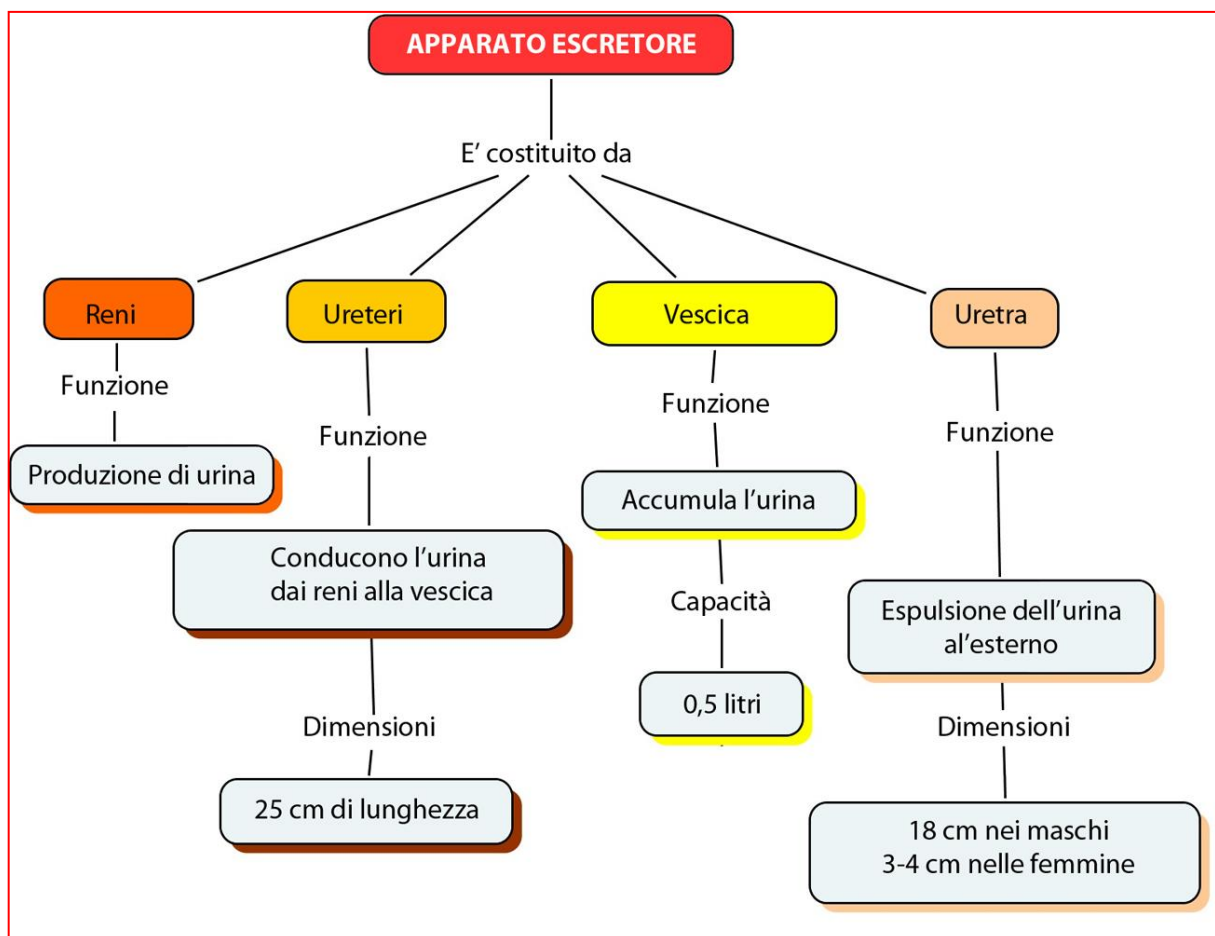 APPARATO ESCRETORE
E' costituito da
Reni
Ureteri
Vescica
Uretra
Funzione
Produzione di urina
Funzione
Conducono l'urina
dai reni alla vescica
Dimensioni
25 cm di lunghezza
Funzione
Accumula l'urina
Capacità
0,5 litri
Funzione
Espulsione dell'urina
al'esterno
Dimensioni
18 cm nei maschi
3-4 cm nelle femmine